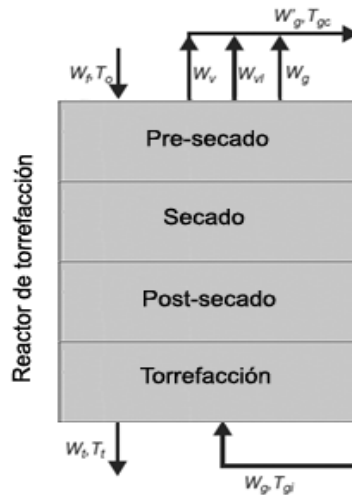 W'g,Tgc
Wf,To
Wv
Wvl
Wg
Pre-secado
Secado
Post-secado
Torrefacción
Reactor de torrefacción
Wt,Tt
Wg,Tgi